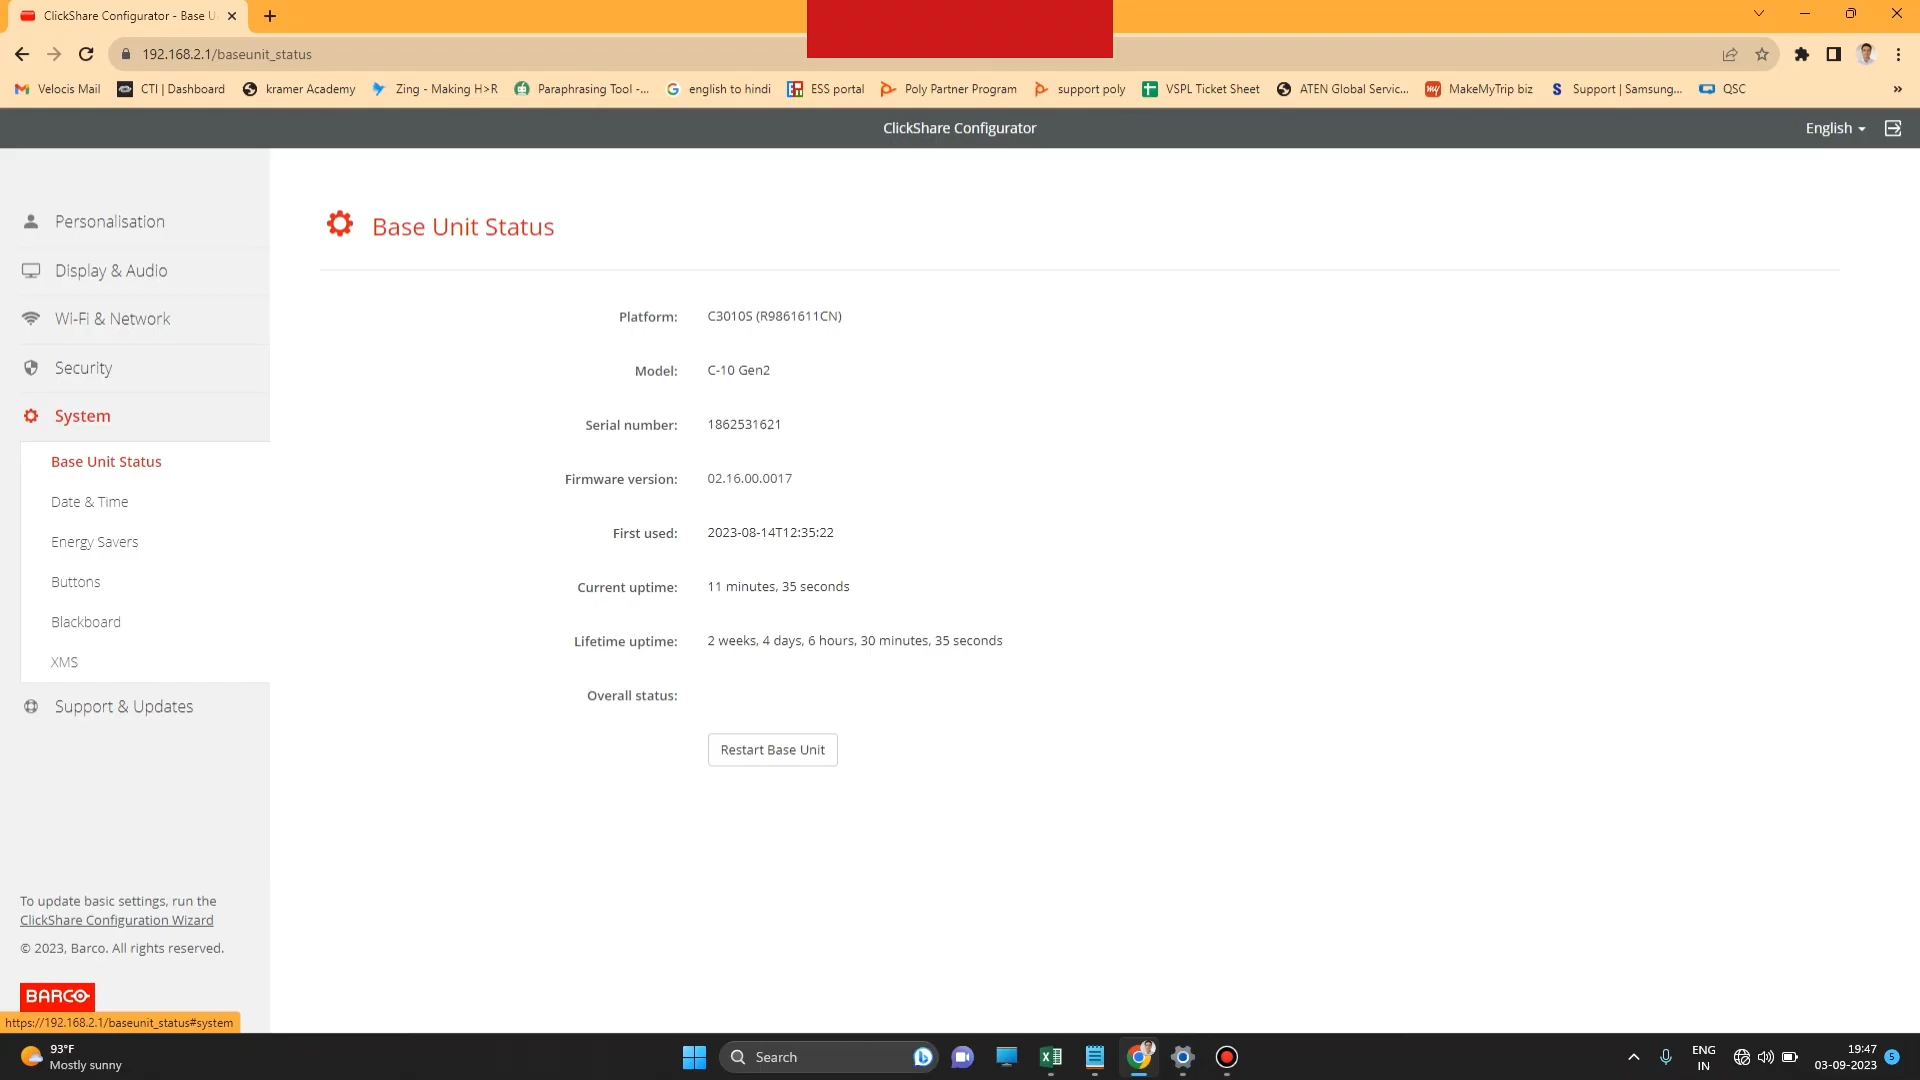 ClickShare Configurator - Base U
192.168.2.1/baseunit_status
Velocis Mail
CTI | Dashboard
kramer Academy
Zing - Making H>R
Paraphrasing Tool -...
english to hindi
ESS portal
Poly Partner Program
support poly
VSPL Ticket Sheet
ATEN Global Servic...
MakeMyTrip biz
Support | Samsung...
QSC
»
ClickShare Configurator
English
Personalisation
Display & Audio
Wi-Fi & Network
Security
System
Base Unit Status
Date & Time
Energy Savers
Buttons
Blackboard
XMS
Support & Updates
To update basic settings, run the
ClickShare Configuration Wizard
© 2023, Barco. All rights reserved.
BARCO
https://192.168.2.1/baseunit_status#system
Base Unit Status
Platform: C3010S (R9861611CN)
Model: C-10 Gen2
Serial number: 1862531621
Firmware version: 02.16.00.0017
First used: 2023-08-14T12:35:22
Current uptime: 11 minutes, 35 seconds
Lifetime uptime: 2 weeks, 4 days, 6 hours, 30 minutes, 35 seconds
Overall status:
Restart Base Unit
93°F
Mostly sunny
Search
ENG
IN
19:47
03-09-2023
5